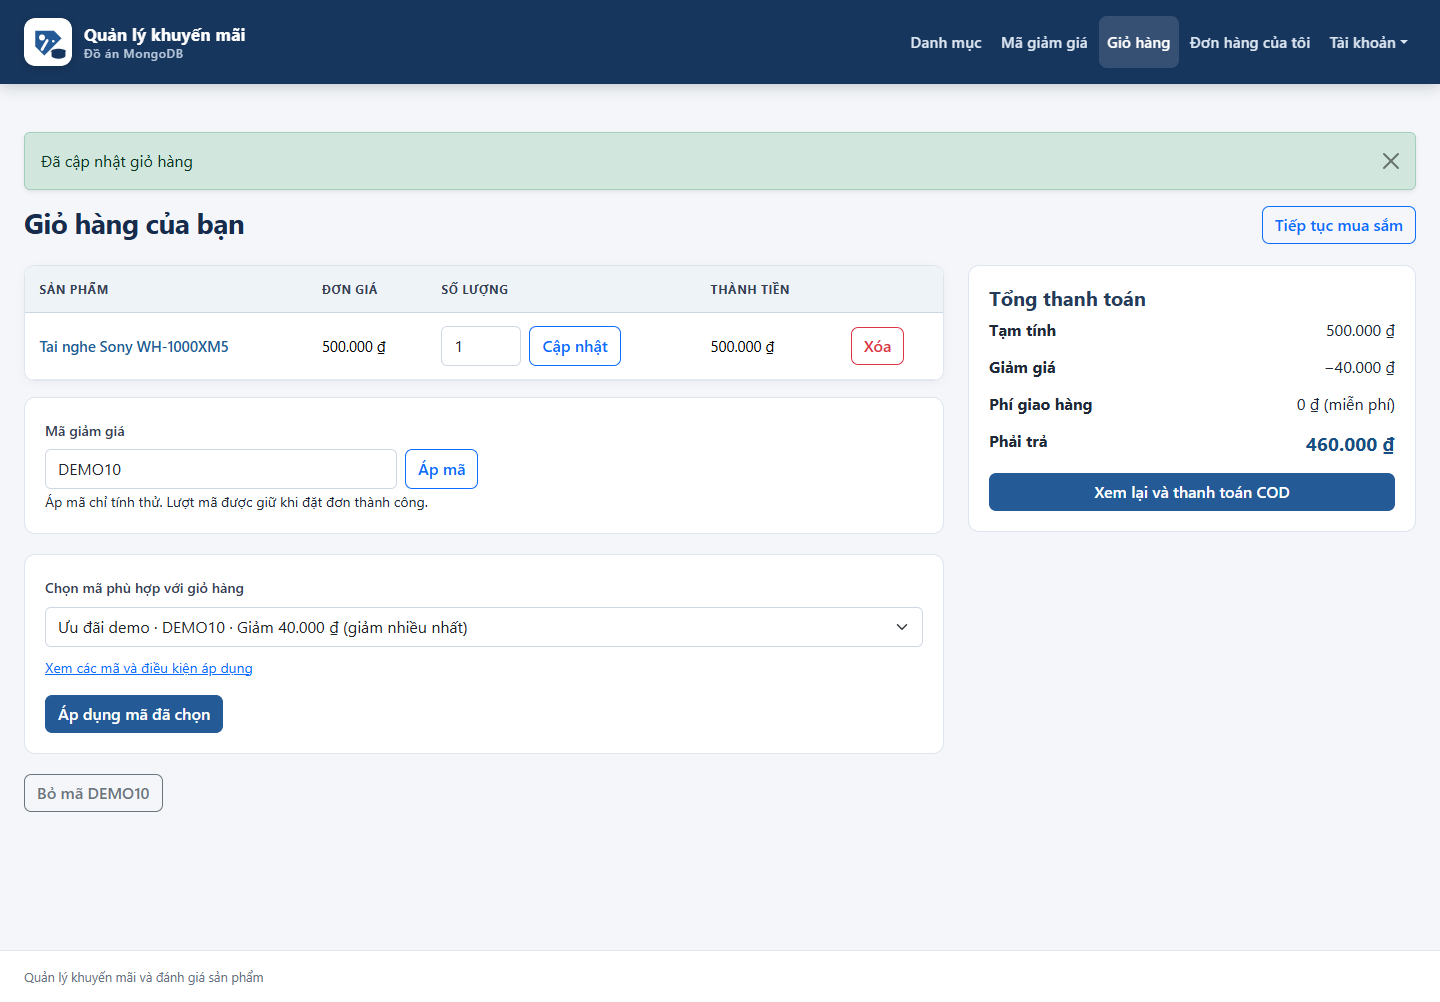 Quản lý khuyến mãi
Đồ án MongoDB
Danh mục
Mã giảm giá
Giỏ hàng
Đơn hàng của tôi
Tài khoản
Đã cập nhật giỏ hàng
Giỏ hàng của bạn
Tiếp tục mua sắm
SẢN PHẨM ĐƠN GIÁ SỐ LƯỢNG THÀNH TIỀN
Tai nghe Sony WH-1000XM5 500.000 ₫ 1 Cập nhật 500.000 ₫ Xóa
Mã giảm giá
DEMO10 Áp mã
Áp mã chỉ tính thử. Lượt mã được giữ khi đặt đơn thành công.
Chọn mã phù hợp với giỏ hàng
Ưu đãi demo · DEMO10 · Giảm 40.000 ₫ (giảm nhiều nhất)
Xem các mã và điều kiện áp dụng
Áp dụng mã đã chọn
Bỏ mã DEMO10
Tổng thanh toán
Tạm tính 500.000 ₫
Giảm giá −40.000 ₫
Phí giao hàng 0 ₫ (miễn phí)
Phải trả 460.000 ₫
Xem lại và thanh toán COD
Quản lý khuyến mãi và đánh giá sản phẩm